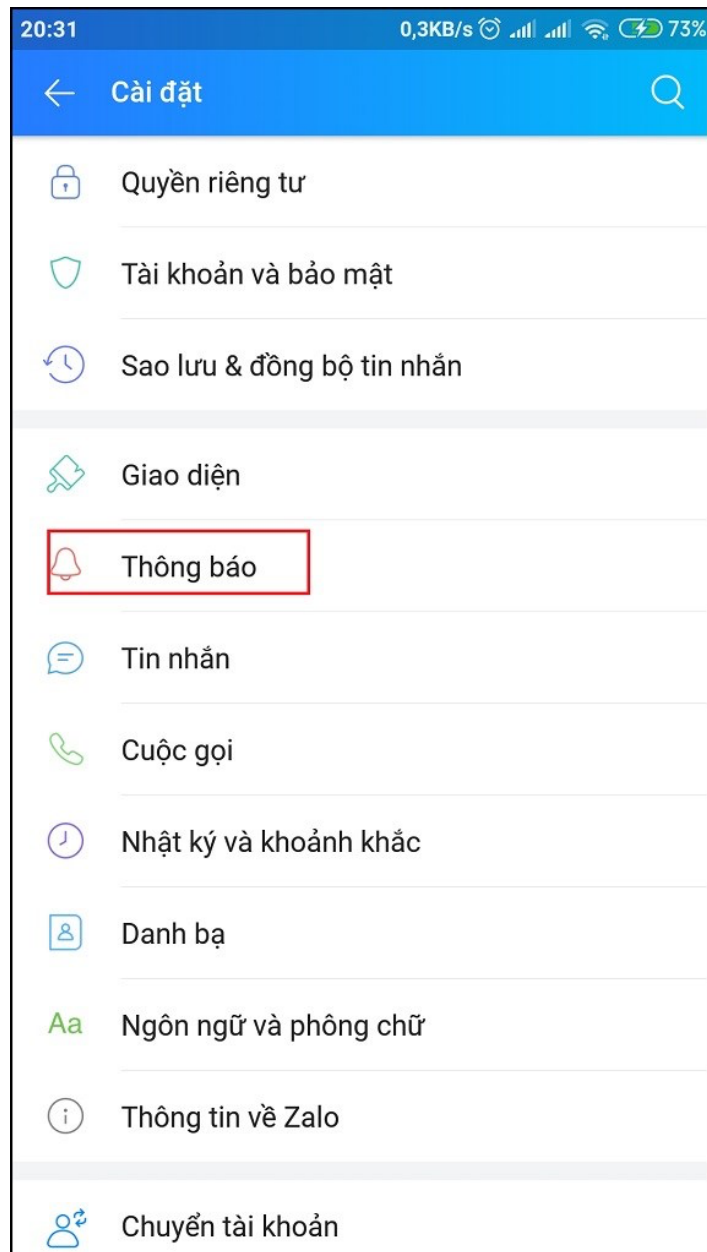 20:31 0,3KB/s 73%
Cài đặt
Quyền riêng tư
Tài khoản và bảo mật
Sao lưu & đồng bộ tin nhắn
Giao diện
Thông báo
Tin nhắn
Cuộc gọi
Nhật ký và khoảnh khắc
Danh bạ
Aa Ngôn ngữ và phông chữ
Thông tin về Zalo
Chuyển tài khoản